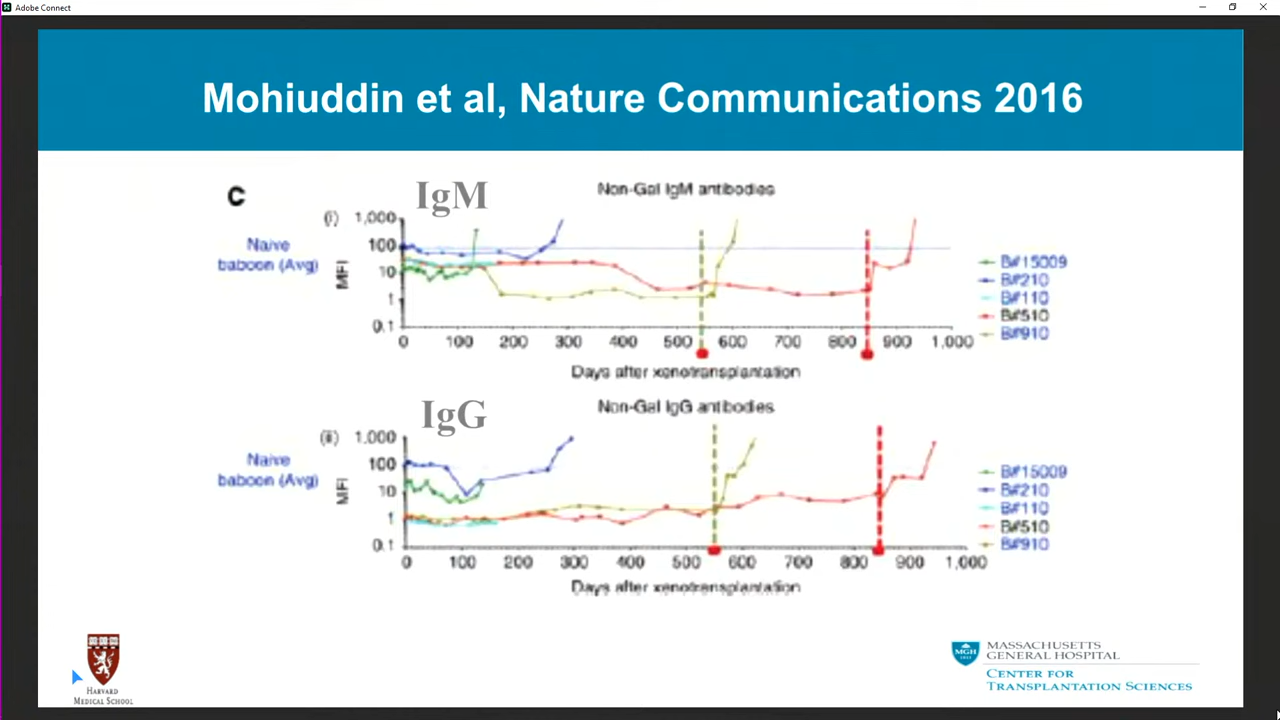 Adobe Connect
Mohiuddin et al, Nature Communications 2016
c
IgM
Non-Gal IgM antibodies
(i)
1,000
100
10
1
0.1
MFI
Naive
baboon (Avg)
0 100 200 300 400 500 600 700 800 900 1,000
Days after xenotransplantation
B#15009
B#210
B#110
B#510
B#910
IgG
Non-Gal IgG antibodies
(ii)
1,000
100
10
1
0.1
MFI
Naive
baboon (Avg)
0 100 200 300 400 500 600 700 800 900 1,000
Days after xenotransplantation
B#15009
B#210
B#110
B#510
B#910
HARVARD
MEDICAL SCHOOL
MGH
MASSACHUSETTS
GENERAL HOSPITAL
CENTER FOR
TRANSPLANTATION SCIENCES